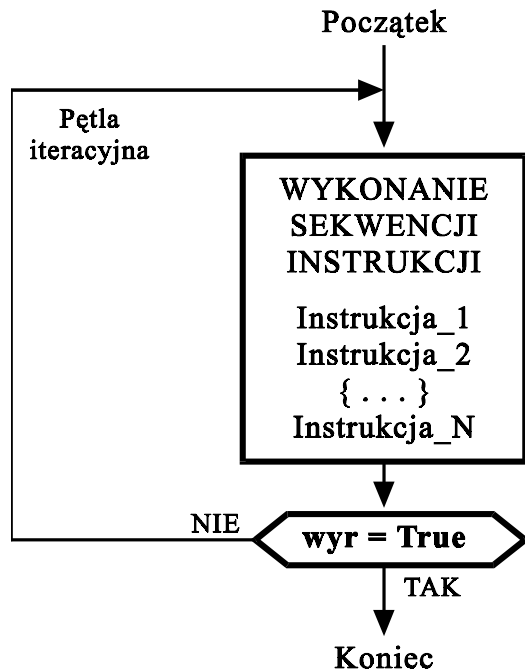 Początek
Pętla
iteracyjna
WYKONANIE
SEKWENCJI
INSTRUKCJI
Instrukcja_1
Instrukcja_2
{ . . . }
Instrukcja_N
NIE
wyr = True
TAK
Koniec